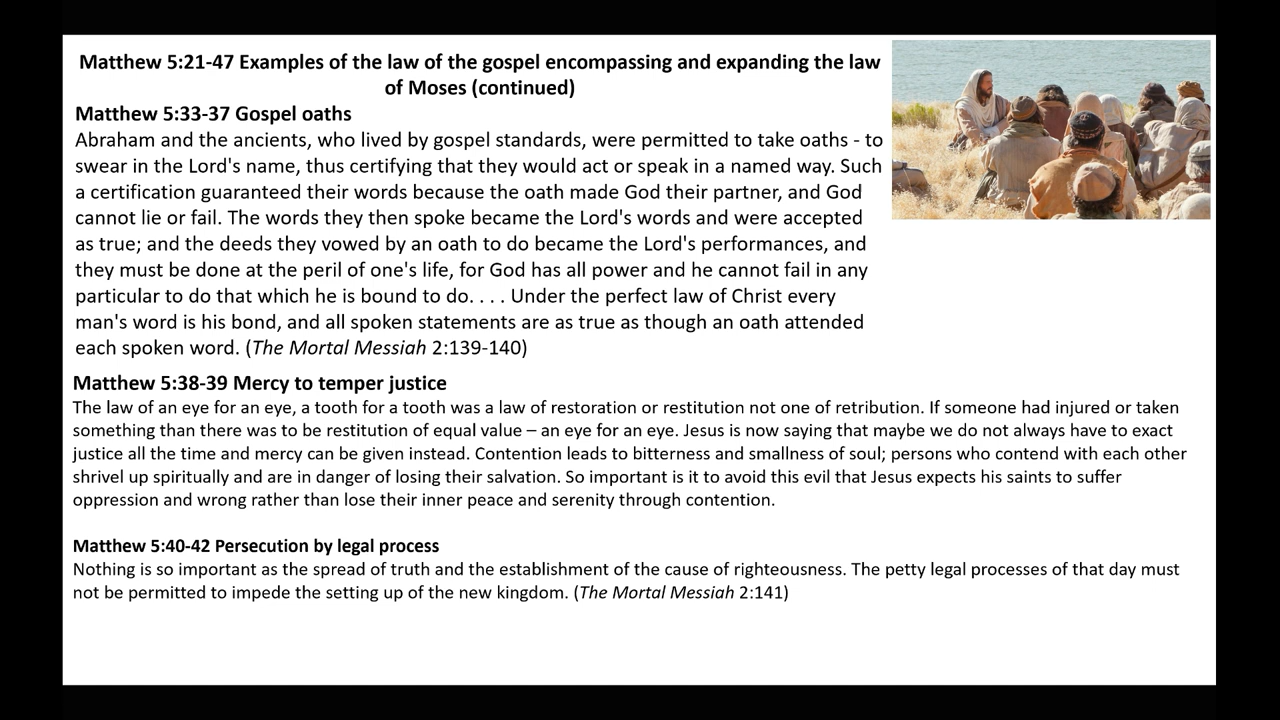 Matthew 5:21-47 Examples of the law of the gospel encompassing and expanding the law
of Moses (continued)
Matthew 5:33-37 Gospel oaths
Abraham and the ancients, who lived by gospel standards, were permitted to take oaths - to
swear in the Lord's name, thus certifying that they would act or speak in a named way. Such
a certification guaranteed their words because the oath made God their partner, and God
cannot lie or fail. The words they then spoke became the Lord's words and were accepted
as true; and the deeds they vowed by an oath to do became the Lord's performances, and
they must be done at the peril of one's life, for God has all power and he cannot fail in any
particular to do that which he is bound to do. . . . Under the perfect law of Christ every
man's word is his bond, and all spoken statements are as true as though an oath attended
each spoken word. (The Mortal Messiah 2:139-140)
Matthew 5:38-39 Mercy to temper justice
The law of an eye for an eye, a tooth for a tooth was a law of restoration or restitution not one of retribution. If someone had injured or taken
something than there was to be restitution of equal value – an eye for an eye. Jesus is now saying that maybe we do not always have to exact
justice all the time and mercy can be given instead. Contention leads to bitterness and smallness of soul; persons who contend with each other
shrivel up spiritually and are in danger of losing their salvation. So important is it to avoid this evil that Jesus expects his saints to suffer
oppression and wrong rather than lose their inner peace and serenity through contention.
Matthew 5:40-42 Persecution by legal process
Nothing is so important as the spread of truth and the establishment of the cause of righteousness. The petty legal processes of that day must
not be permitted to impede the setting up of the new kingdom. (The Mortal Messiah 2:141)